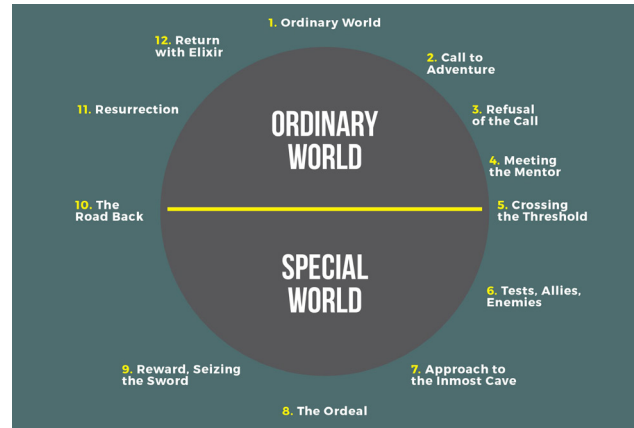 1. Ordinary World
2. Call to
Adventure
3. Refusal
of the Call
4. Meeting
the Mentor
5. Crossing
the Threshold
6. Tests, Allies,
Enemies
7. Approach to
the Inmost Cave
8. The Ordeal
9. Reward, Seizing
the Sword
10. The
Road Back
11. Resurrection
12. Return
with Elixir
ORDINARY
WORLD
SPECIAL
WORLD